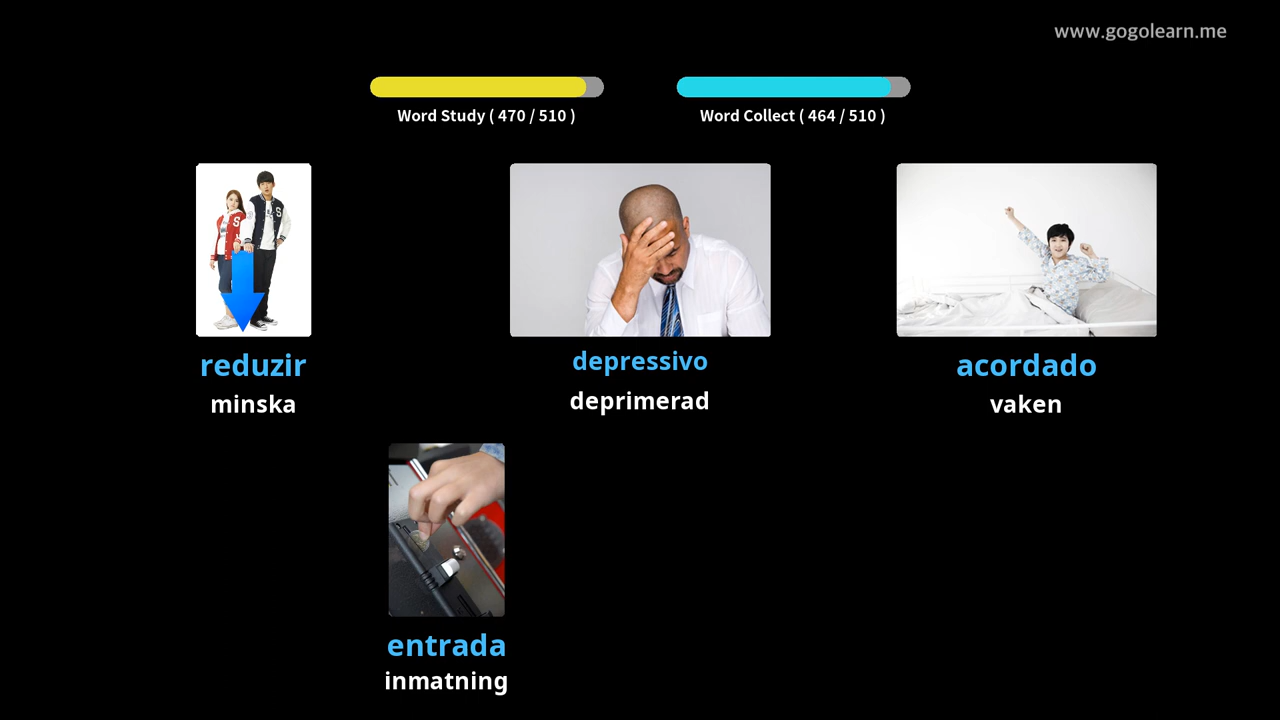 www.gogolearn.me
Word Study ( 470 / 510 )
Word Collect ( 464 / 510 )
reduzir
minska
depressivo
deprimerad
acordado
vaken
entrada
inmatning